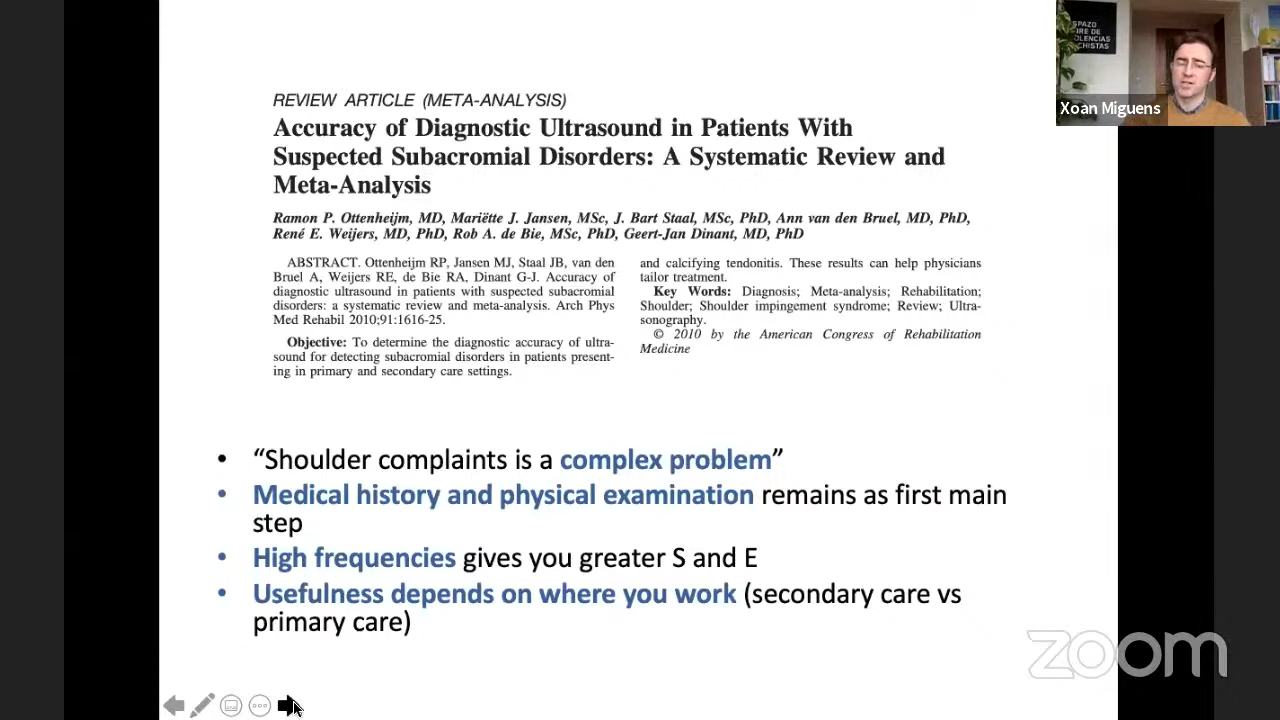 SPAZO
IRE DE
OLENCIAS
CHISTAS
Xoan Miguens
REVIEW ARTICLE (META-ANALYSIS)
Accuracy of Diagnostic Ultrasound in Patients With
Suspected Subacromial Disorders: A Systematic Review and
Meta-Analysis
Ramon P. Ottenheijm, MD, Mariëtte J. Jansen, MSc, J. Bart Staal, MSc, PhD, Ann van den Bruel, MD, PhD,
René E. Weijers, MD, PhD, Rob A. de Bie, MSc, PhD, Geert-Jan Dinant, MD, PhD
ABSTRACT. Ottenheijm RP, Jansen MJ, Staal JB, van den
Bruel A, Weijers RE, de Bie RA, Dinant G-J. Accuracy of
diagnostic ultrasound in patients with suspected subacromial
disorders: a systematic review and meta-analysis. Arch Phys
Med Rehabil 2010;91:1616-25.
Objective: To determine the diagnostic accuracy of ultra-
sound for detecting subacromial disorders in patients present-
ing in primary and secondary care settings.
and calcifying tendonitis. These results can help physicians
tailor treatment.
Key Words: Diagnosis; Meta-analysis; Rehabilitation;
Shoulder; Shoulder impingement syndrome; Review; Ultra-
sonography.
© 2010 by the American Congress of Rehabilitation
Medicine
• “Shoulder complaints is a complex problem”
• Medical history and physical examination remains as first main
step
• High frequencies gives you greater S and E
• Usefulness depends on where you work (secondary care vs
primary care)
zoom